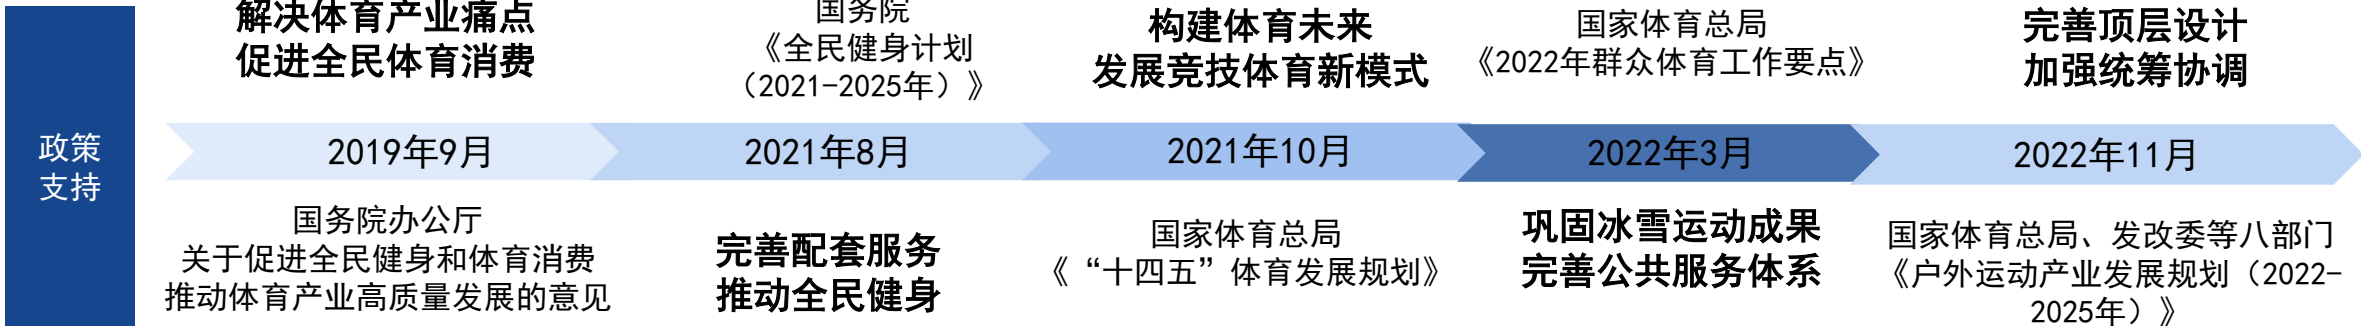 政策
支持
解决体育产业痛点
促进全民体育消费
2019年9月
国务院办公厅
关于促进全民健身和体育消费
推动体育产业高质量发展的意见
国务院
《全民健身计划
（2021-2025年）》
2021年8月
完善配套服务
推动全民健身
构建体育未来
发展竞技体育新模式
2021年10月
国家体育总局
《“十四五”体育发展规划》
国家体育总局
《2022年群众体育工作要点》
2022年3月
巩固冰雪运动成果
完善公共服务体系
完善顶层设计
加强统筹协调
2022年11月
国家体育总局、发改委等八部门
《户外运动产业发展规划（2022-
2025年）》